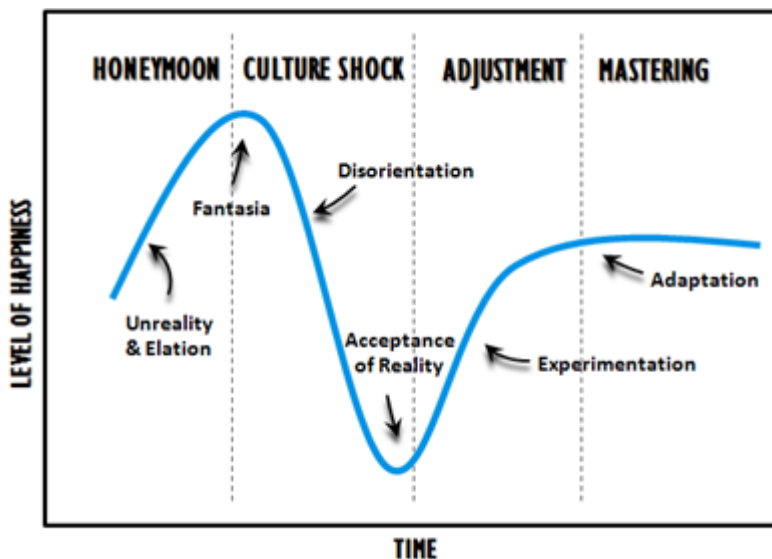 HONEYMOON
CULTURE SHOCK
ADJUSTMENT
MASTERING
Disorientation
Fantasia
Unreality
& Elation
Acceptance
of Reality
Experimentation
Adaptation
LEVEL OF HAPPINESS
TIME